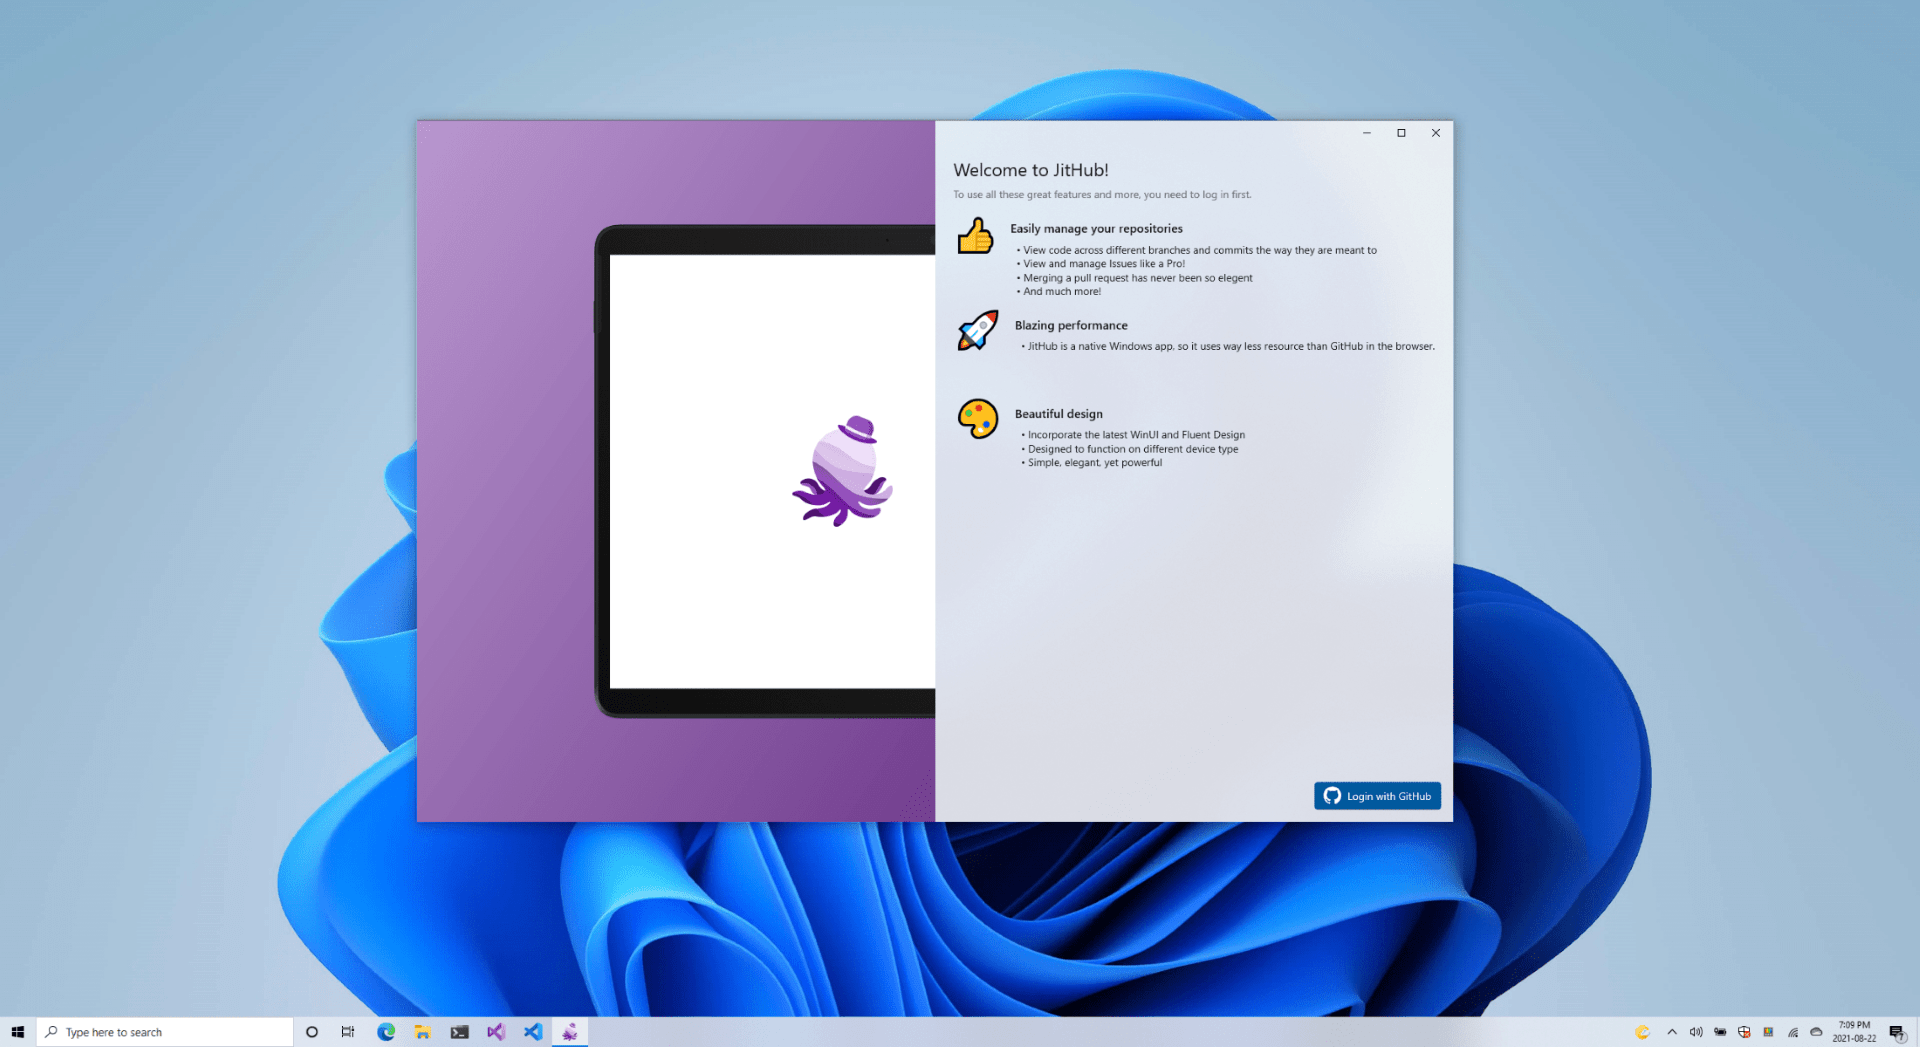 Welcome to JitHub!
To use all these great features and more, you need to log in first.
Easily manage your repositories
• View code across different branches and commits the way they are meant to
• View and manage Issues like a Pro!
• Merging a pull request has never been so elegent
• And much more!
Blazing performance
• JitHub is a native Windows app, so it uses way less resource than GitHub in the browser.
Beautiful design
• Incorporate the latest WinUI and Fluent Design
• Designed to function on different device type
• Simple, elegant, yet powerful
Login with GitHub
Type here to search
7:09 PM
2021-08-22